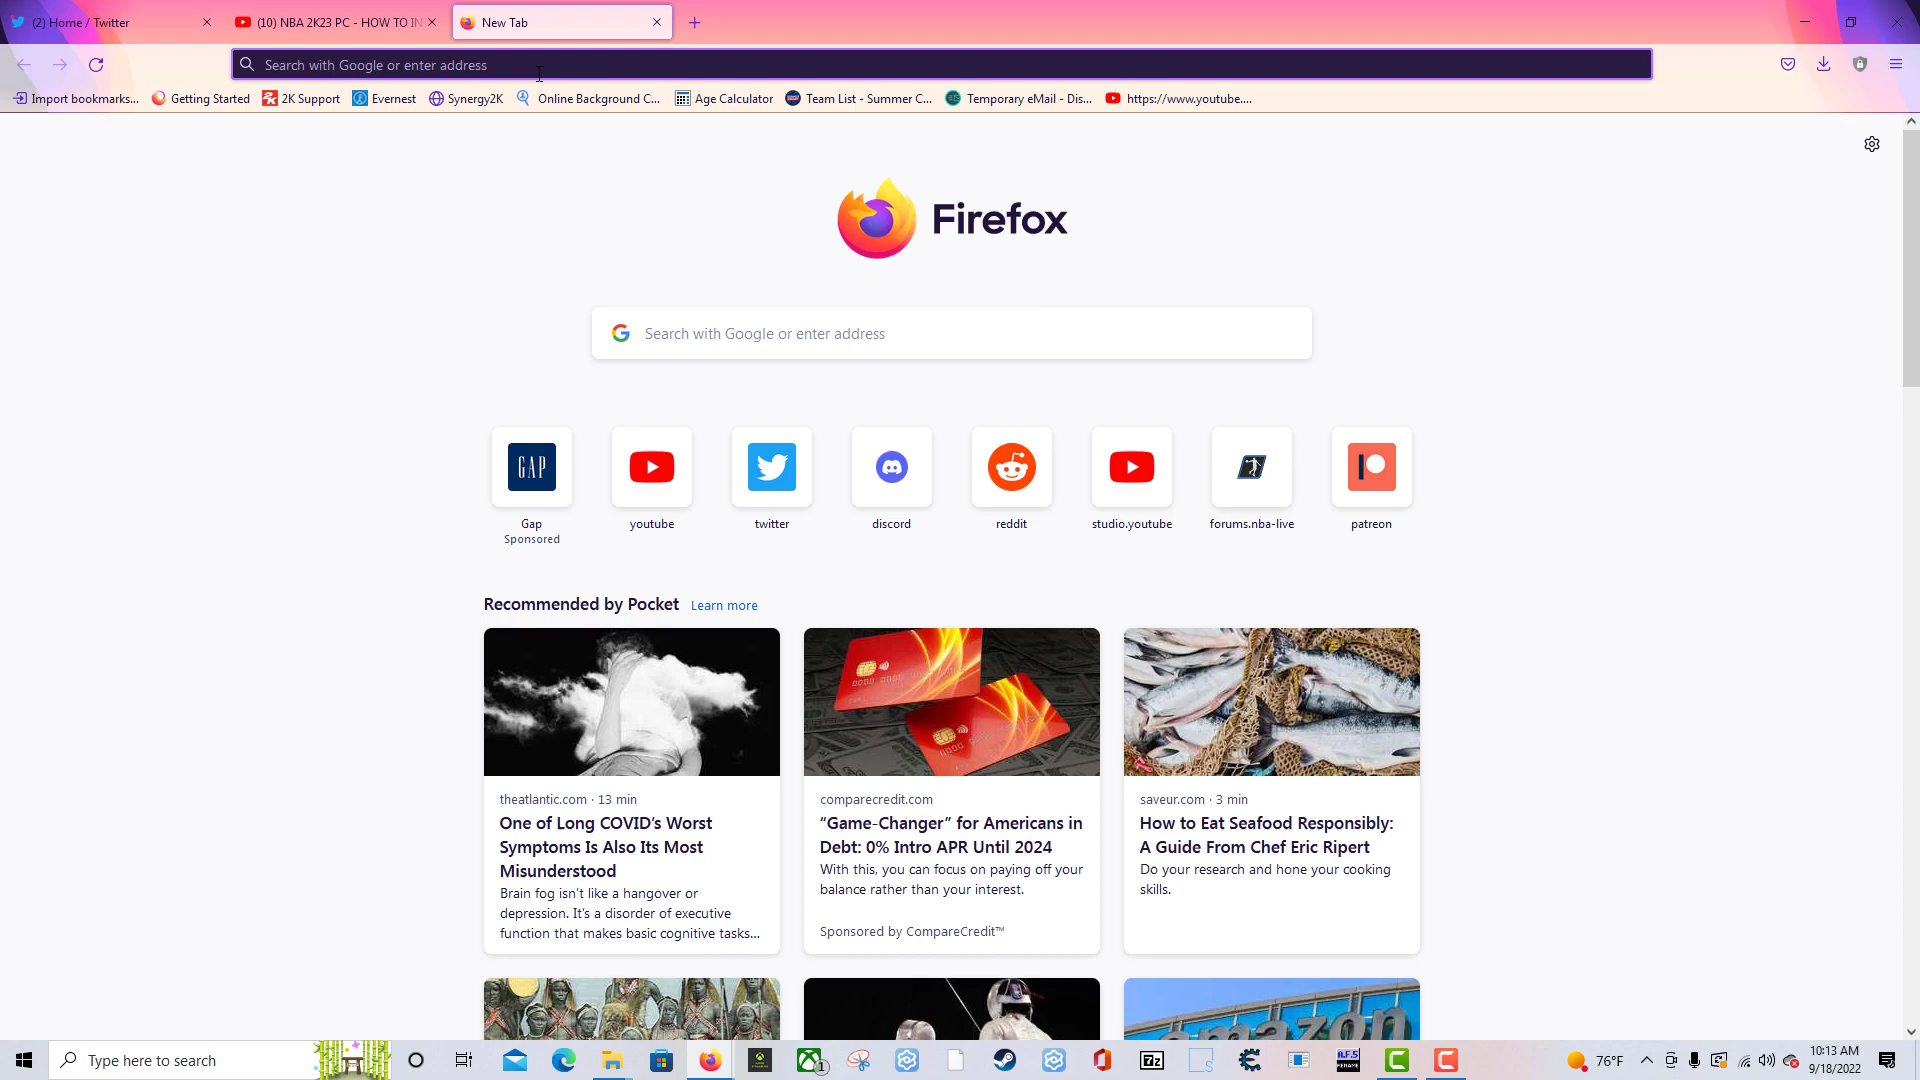 (2) Home / Twitter
(10) NBA 2K23 PC - HOW TO IN
New Tab
Search with Google or enter address
Import bookmarks...
Getting Started
2K Support
Evernest
Synergy2K
Online Background C...
Age Calculator
Team List - Summer C...
Temporary eMail - Dis...
https://www.youtube....
Firefox
Search with Google or enter address
GAP
Gap
Sponsored
youtube
twitter
discord
reddit
studio.youtube
forums.nba-live
patreon
Recommended by Pocket Learn more
theatlantic.com · 13 min
One of Long COVID’s Worst
Symptoms Is Also Its Most
Misunderstood
Brain fog isn’t like a hangover or
depression. It’s a disorder of executive
function that makes basic cognitive tasks...
comparecredit.com
“Game-Changer” for Americans in
Debt: 0% Intro APR Until 2024
With this, you can focus on paying off your
balance rather than your interest.
Sponsored by CompareCredit™
saveur.com · 3 min
How to Eat Seafood Responsibly:
A Guide From Chef Eric Ripert
Do your research and hone your cooking
skills.
amazon
Type here to search
1
7z
A.F.S
RENAME
76°F
10:13 AM
9/18/2022